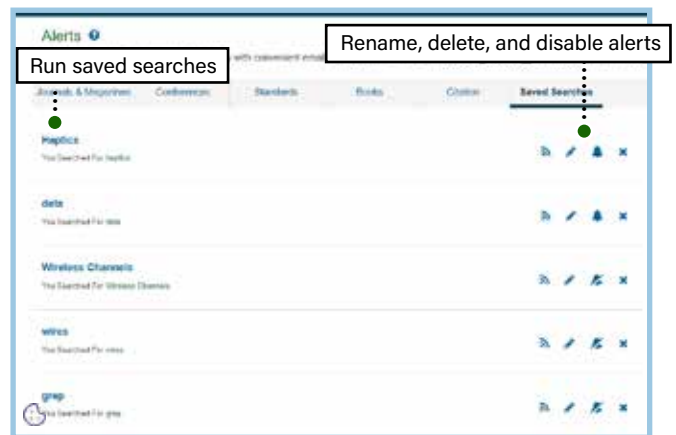 Alerts
Rename, delete, and disable alerts
Run saved searches
with convenient email
Journals & Magazines Conferences Standards Books Citation Saved Searches
Haptics
You Searched For haptics
data
You Searched For data
Wireless Channels
You Searched For Wireless Channels
wires
You Searched For wires
grep
You Searched For grep